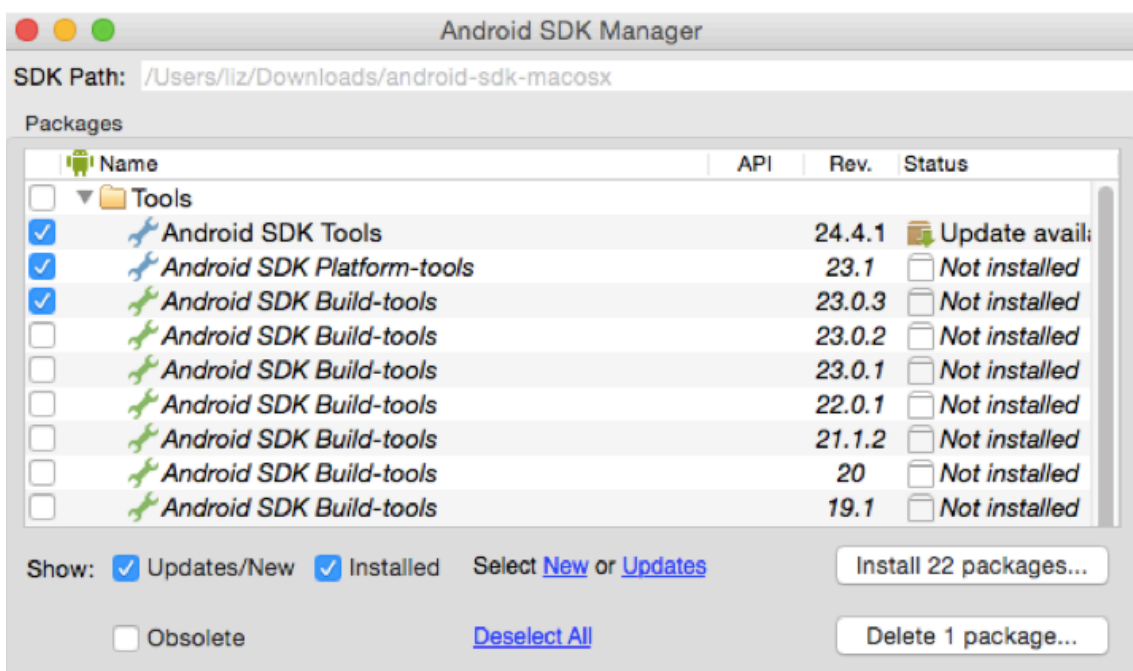 Android SDK Manager
SDK Path: /Users/liz/Downloads/android-sdk-macosx
Packages
Name API Rev. Status
Tools
Android SDK Tools 24.4.1 Update availa
Android SDK Platform-tools 23.1 Not installed
Android SDK Build-tools 23.0.3 Not installed
Android SDK Build-tools 23.0.2 Not installed
Android SDK Build-tools 23.0.1 Not installed
Android SDK Build-tools 22.0.1 Not installed
Android SDK Build-tools 21.1.2 Not installed
Android SDK Build-tools 20 Not installed
Android SDK Build-tools 19.1 Not installed
Show: Updates/New Installed Select New or Updates Install 22 packages...
Obsolete Deselect All Delete 1 package...